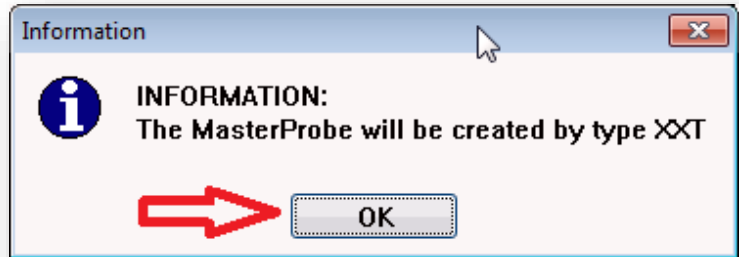 Information
INFORMATION:
The MasterProbe will be created by type XXT
OK